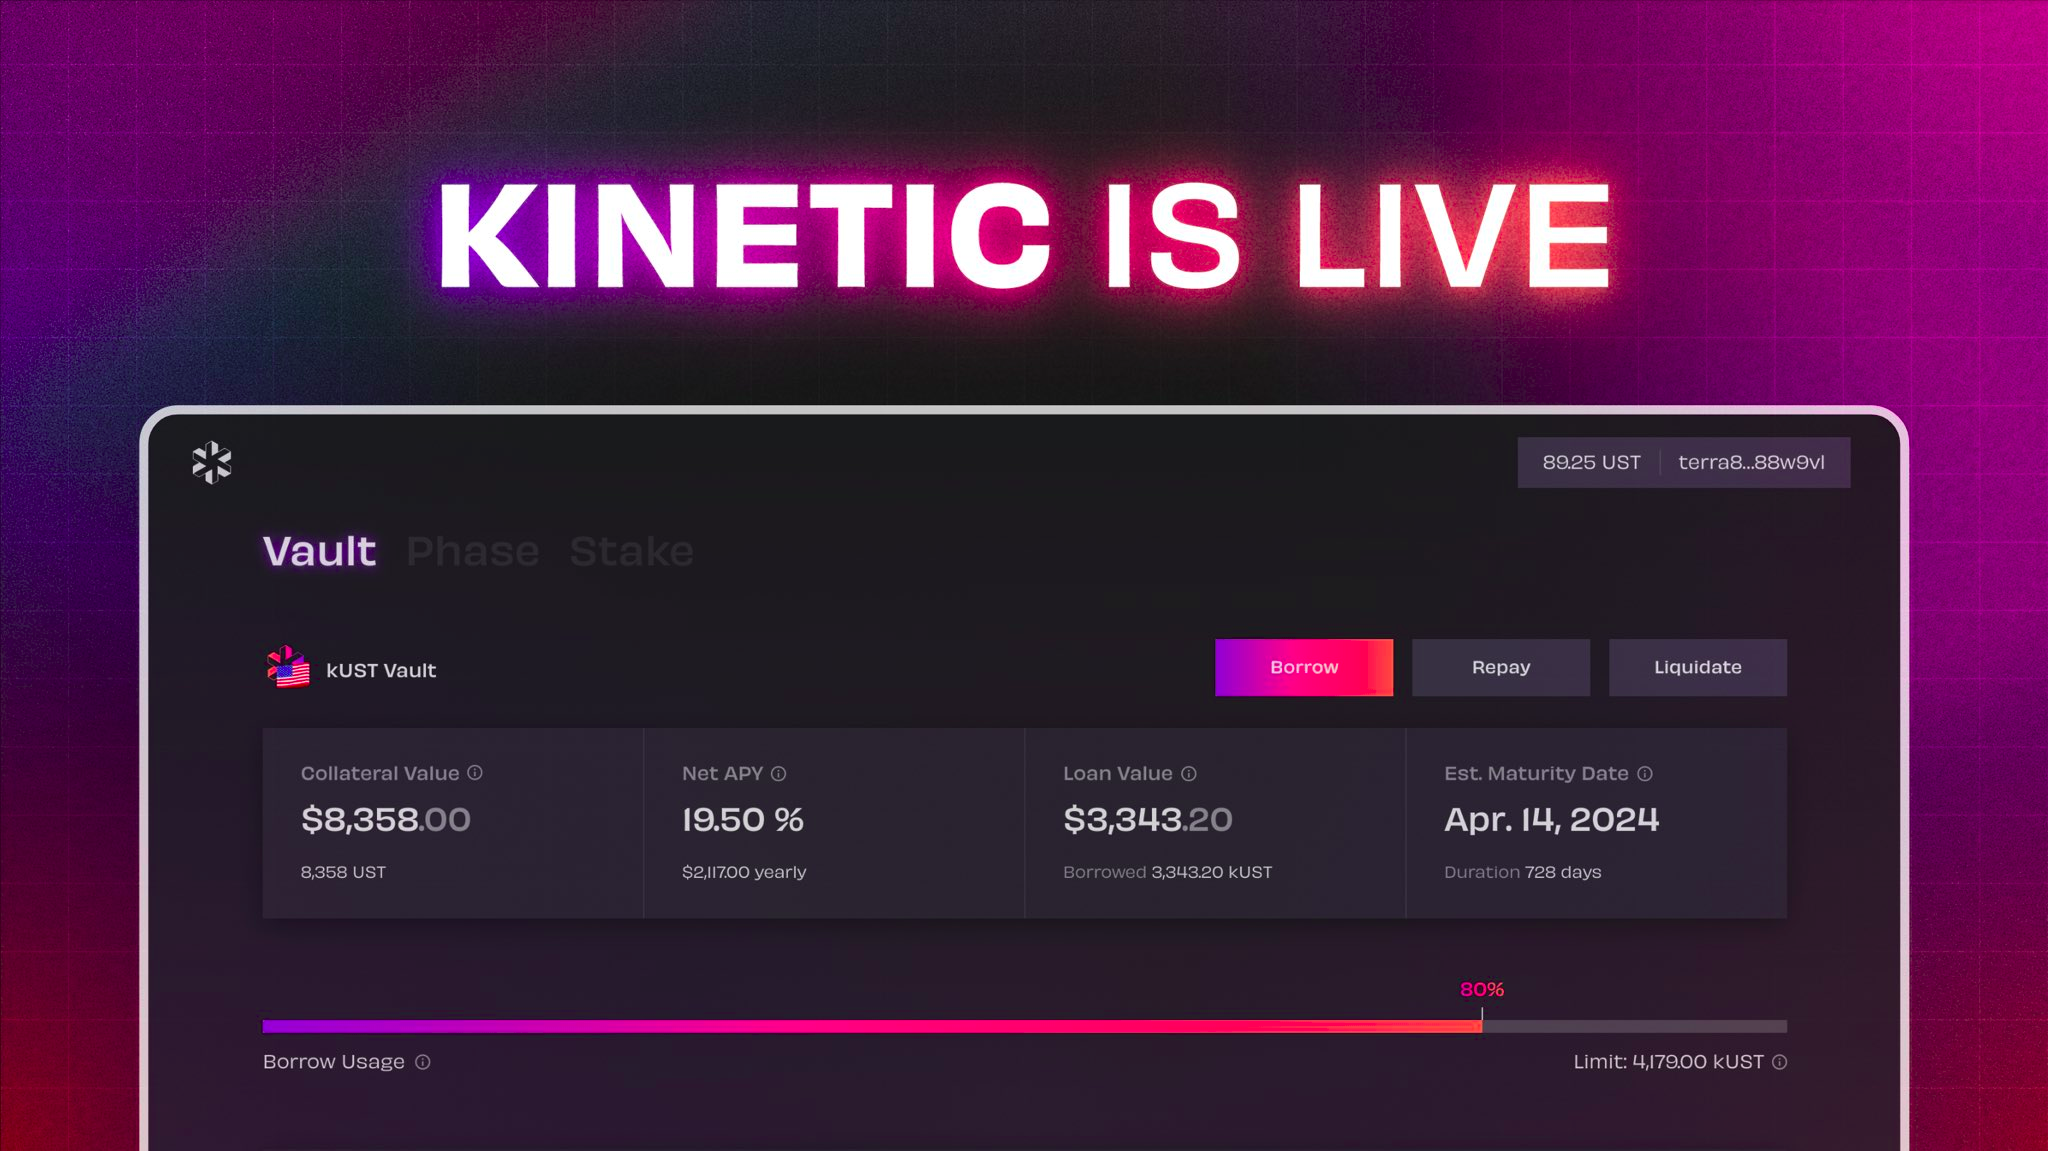 KINETIC IS LIVE
89.25 UST terra8...88w9vl
Vault Phase Stake
kUST Vault
Borrow Repay Liquidate
Collateral Value
$8,358.00
8,358 UST
Net APY
19.50 %
$2,117.00 yearly
Loan Value
$3,343.20
Borrowed 3,343.20 kUST
Est. Maturity Date
Apr. 14, 2024
Duration 728 days
80%
Borrow Usage
Limit: 4,179.00 kUST